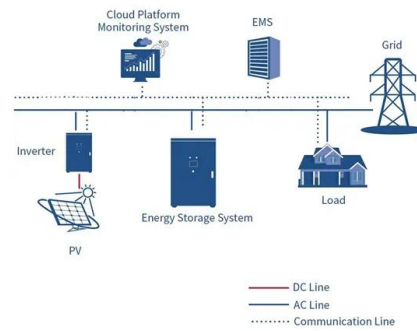 Cloud Platform
Monitoring System
EMS
Grid
Inverter
Energy Storage System
Load
PV
DC Line
AC Line
Communication Line